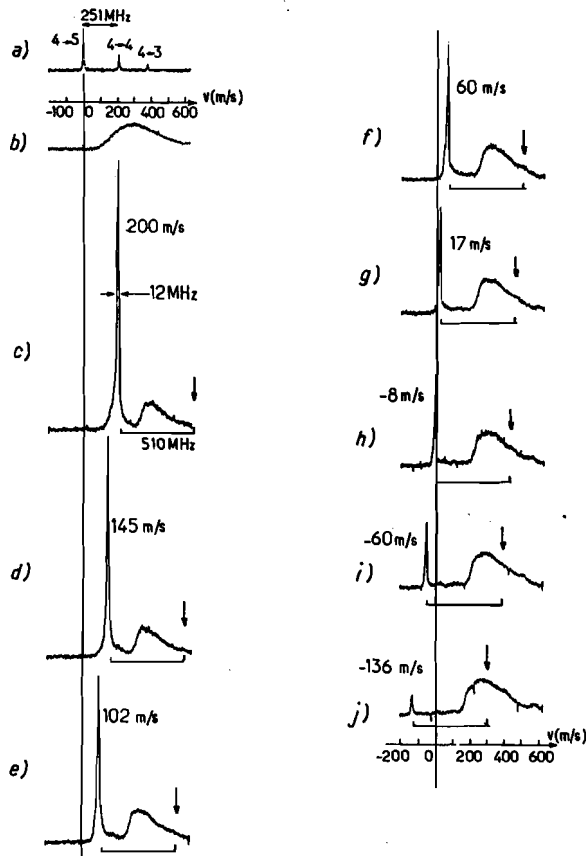 251MHz
a) 4→5 4→4 4→3
-100 0 200 400 600 v(m/s)
b)
200 m/s
12MHz
c)
510MHz
145 m/s
d)
102 m/s
e)
60 m/s
f)
17 m/s
g)
-8 m/s
h)
-60 m/s
i)
-136 m/s
j)
v(m/s)
-200 0 200 400 600